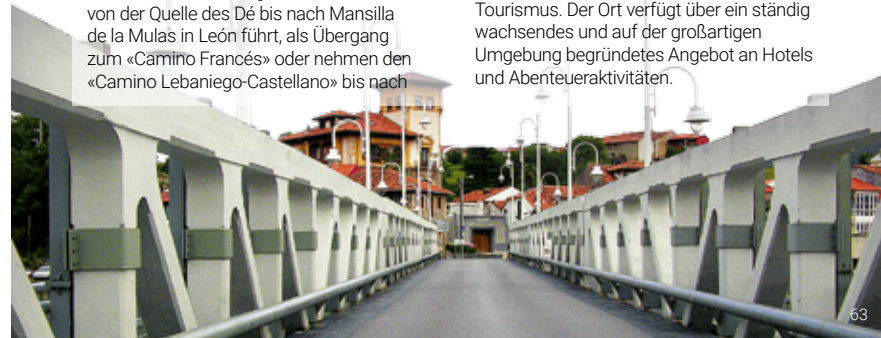 von der Quelle des Dé bis nach Mansilla
de la Mulas in León führt, als Übergang
zum «Camino Francés» oder nehmen den
«Camino Lebaniego-Castellano» bis nach
Tourismus. Der Ort verfügt über ein ständig
wachsendes und auf der großartigen
Umgebung begründetes Angebot an Hotels
und Abenteueraktivitäten.
63